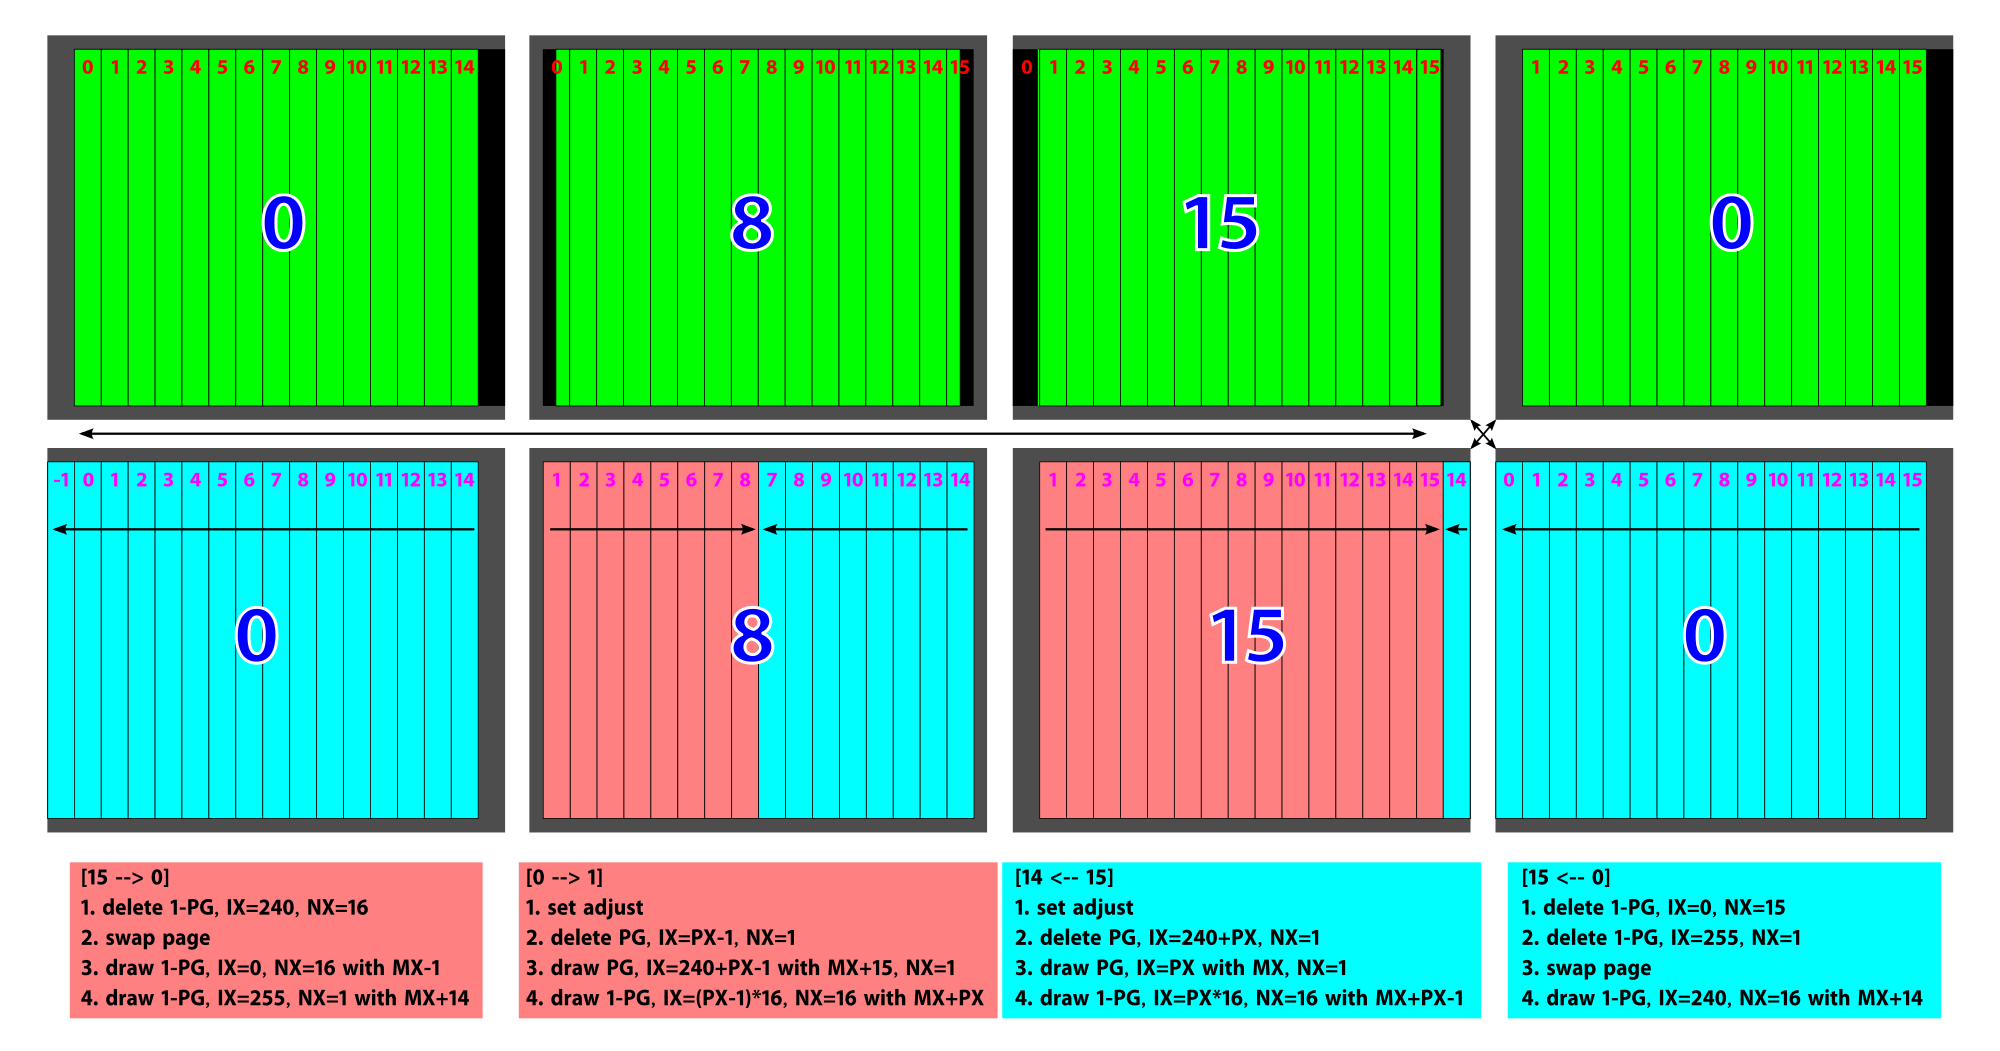 0 1 2 3 4 5 6 7 8 9 10 11 12 13 14
0
0 1 2 3 4 5 6 7 8 9 10 11 12 13 14 15
8
0 1 2 3 4 5 6 7 8 9 10 11 12 13 14 15
15
1 2 3 4 5 6 7 8 9 10 11 12 13 14 15
0
-1 0 1 2 3 4 5 6 7 8 9 10 11 12 13 14
0
1 2 3 4 5 6 7 8 7 8 9 10 11 12 13 14
8
1 2 3 4 5 6 7 8 9 10 11 12 13 14 15 14
15
0 1 2 3 4 5 6 7 8 9 10 11 12 13 14 15
0
[15 --> 0]
1. delete 1-PG, IX=240, NX=16
2. swap page
3. draw 1-PG, IX=0, NX=16 with MX-1
4. draw 1-PG, IX=255, NX=1 with MX+14
[0 --> 1]
1. set adjust
2. delete PG, IX=PX-1, NX=1
3. draw PG, IX=240+PX-1 with MX+15, NX=1
4. draw 1-PG, IX=(PX-1)*16, NX=16 with MX+PX
[14 <-- 15]
1. set adjust
2. delete PG, IX=240+PX, NX=1
3. draw PG, IX=PX with MX, NX=1
4. draw 1-PG, IX=PX*16, NX=16 with MX+PX-1
[15 <-- 0]
1. delete 1-PG, IX=0, NX=15
2. delete 1-PG, IX=255, NX=1
3. swap page
4. draw 1-PG, IX=240, NX=16 with MX+14